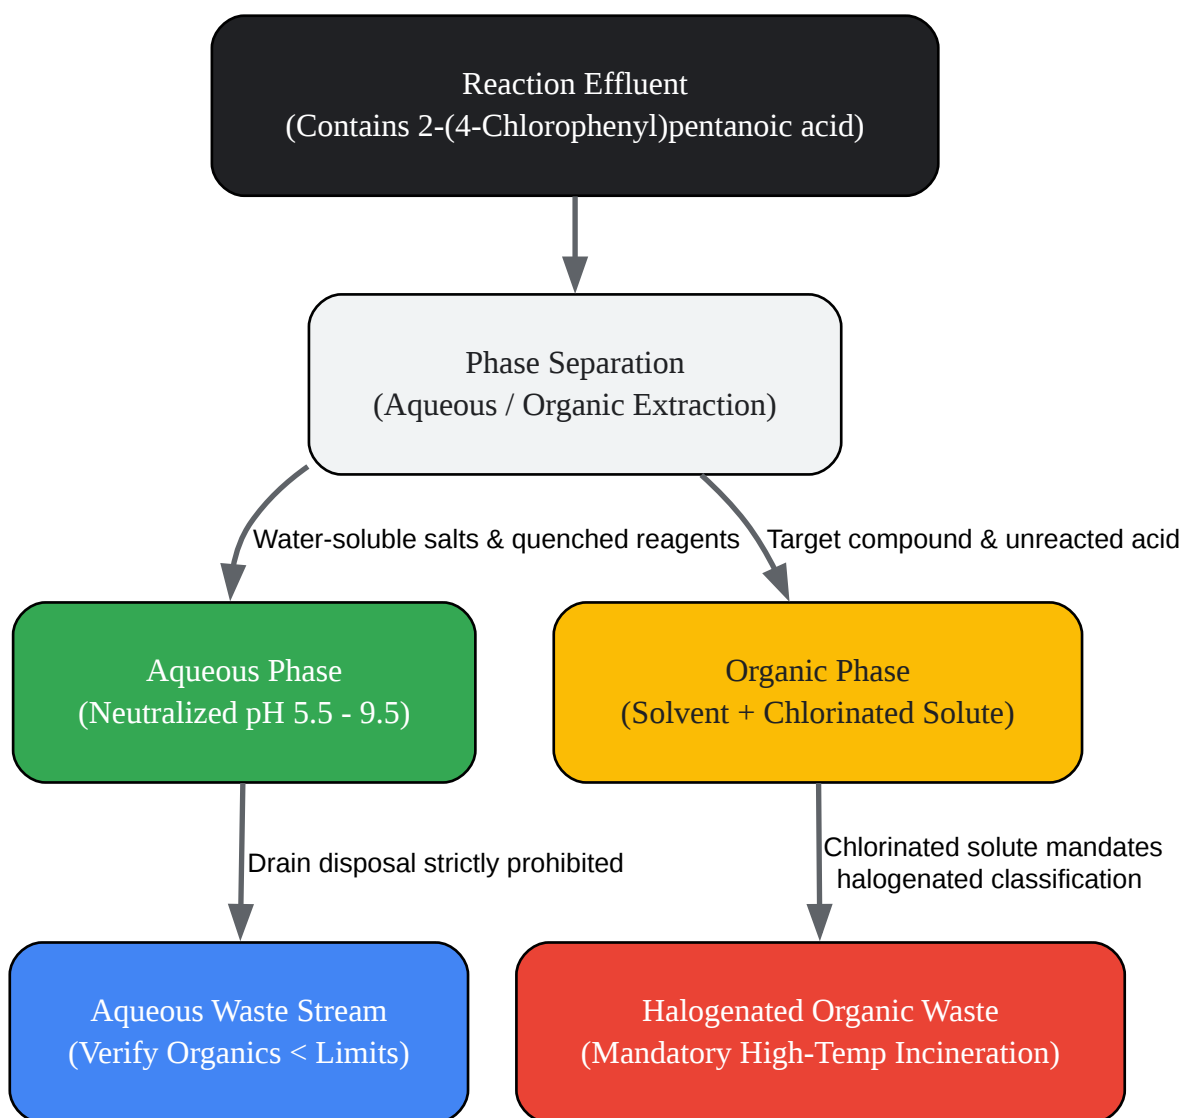 Reaction Effluent
(Contains 2-(4-Chlorophenyl)pentanoic acid)
Phase Separation
(Aqueous / Organic Extraction)
Water-soluble salts & quenched reagents
Target compound & unreacted acid
Aqueous Phase
(Neutralized pH 5.5 - 9.5)
Organic Phase
(Solvent + Chlorinated Solute)
Drain disposal strictly prohibited
Chlorinated solute mandates
halogenated classification
Aqueous Waste Stream
(Verify Organics < Limits)
Halogenated Organic Waste
(Mandatory High-Temp Incineration)